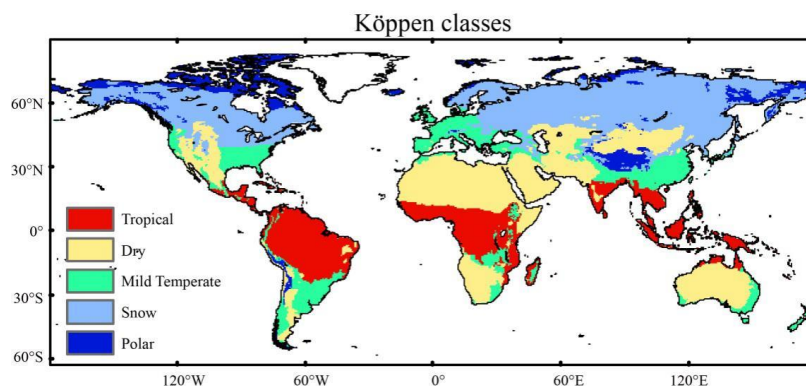 Köppen classes
60°N
30°N
0°
30°S
60°S
Tropical
Dry
Mild Temperate
Snow
Polar
120°W
60°W
0°
60°E
120°E